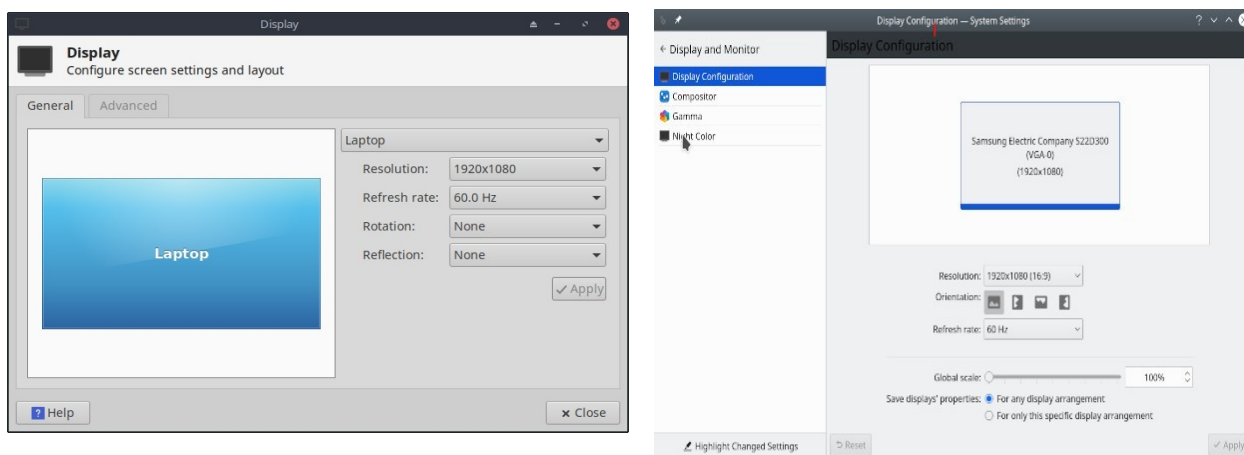 Display
Display
Configure screen settings and layout
General Advanced
Laptop
Laptop
Resolution: 1920x1080
Refresh rate: 60.0 Hz
Rotation: None
Reflection: None
Apply
Help
Close
Display Configuration — System Settings
Display and Monitor
Display Configuration
Compositor
Gamma
Night Color
Highlight Changed Settings
Display Configuration
Samsung Electric Company S22D300
(VGA-0)
(1920x1080)
Resolution: 1920x1080 (16:9)
Orientation:
Refresh rate: 60 Hz
Global scale: 100%
Save displays' properties: For any display arrangement
For only this specific display arrangement
Reset
Apply